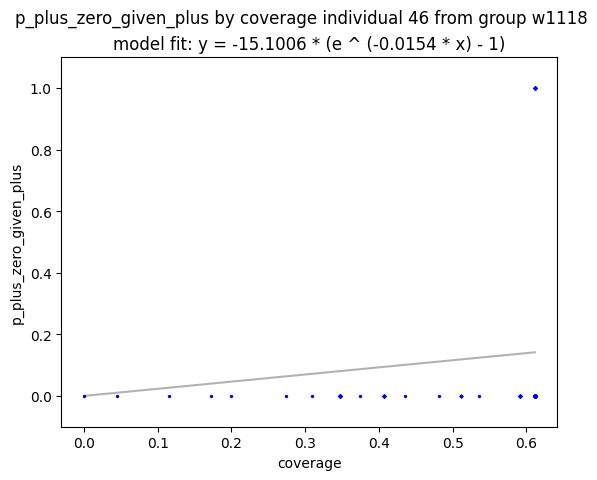 p_plus_zero_given_plus by coverage individual 46 from group w1118
model fit: y = -15.1006 * (e ^ (-0.0154 * x) - 1)
1.0
0.8
0.6
0.4
0.2
0.0
p_plus_zero_given_plus
0.0 0.1 0.2 0.3 0.4 0.5 0.6
coverage